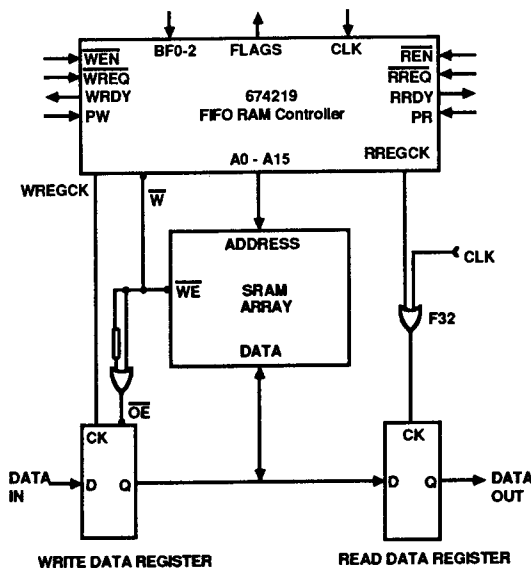 BF0-2 FLAGS CLK
WEN REN
WREQ RREQ
WRDY 674219 RRDY
PW FIFO RAM Controller PR
A0 - A15 RREGCK
WREGCK W
ADDRESS CLK
WE SRAM
ARRAY F32
DATA
OE
CK CK
DATA D Q D Q DATA
IN OUT
WRITE DATA REGISTER READ DATA REGISTER